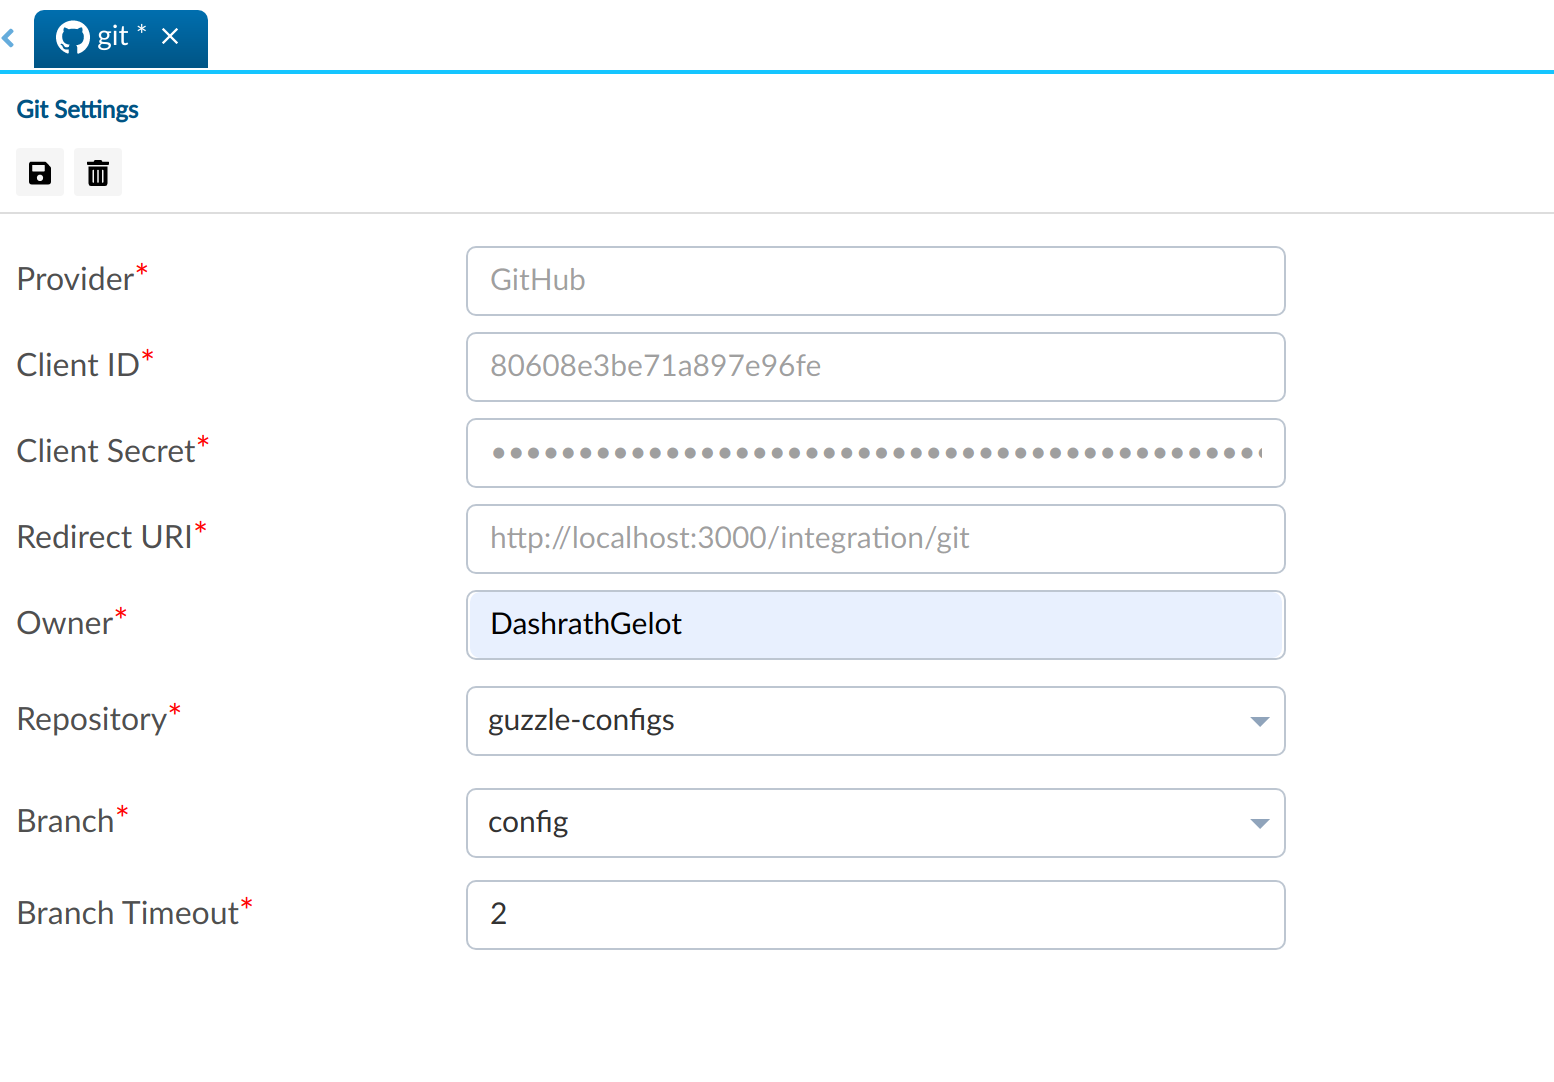 git *
Git Settings
Provider* GitHub
Client ID* 80608e3be71a897e96fe
Client Secret* ••••••••••••••••••••••••••••••••••••••••••••
Redirect URI* http://localhost:3000/integration/git
Owner* DashrathGelot
Repository* guzzle-configs
Branch* config
Branch Timeout* 2